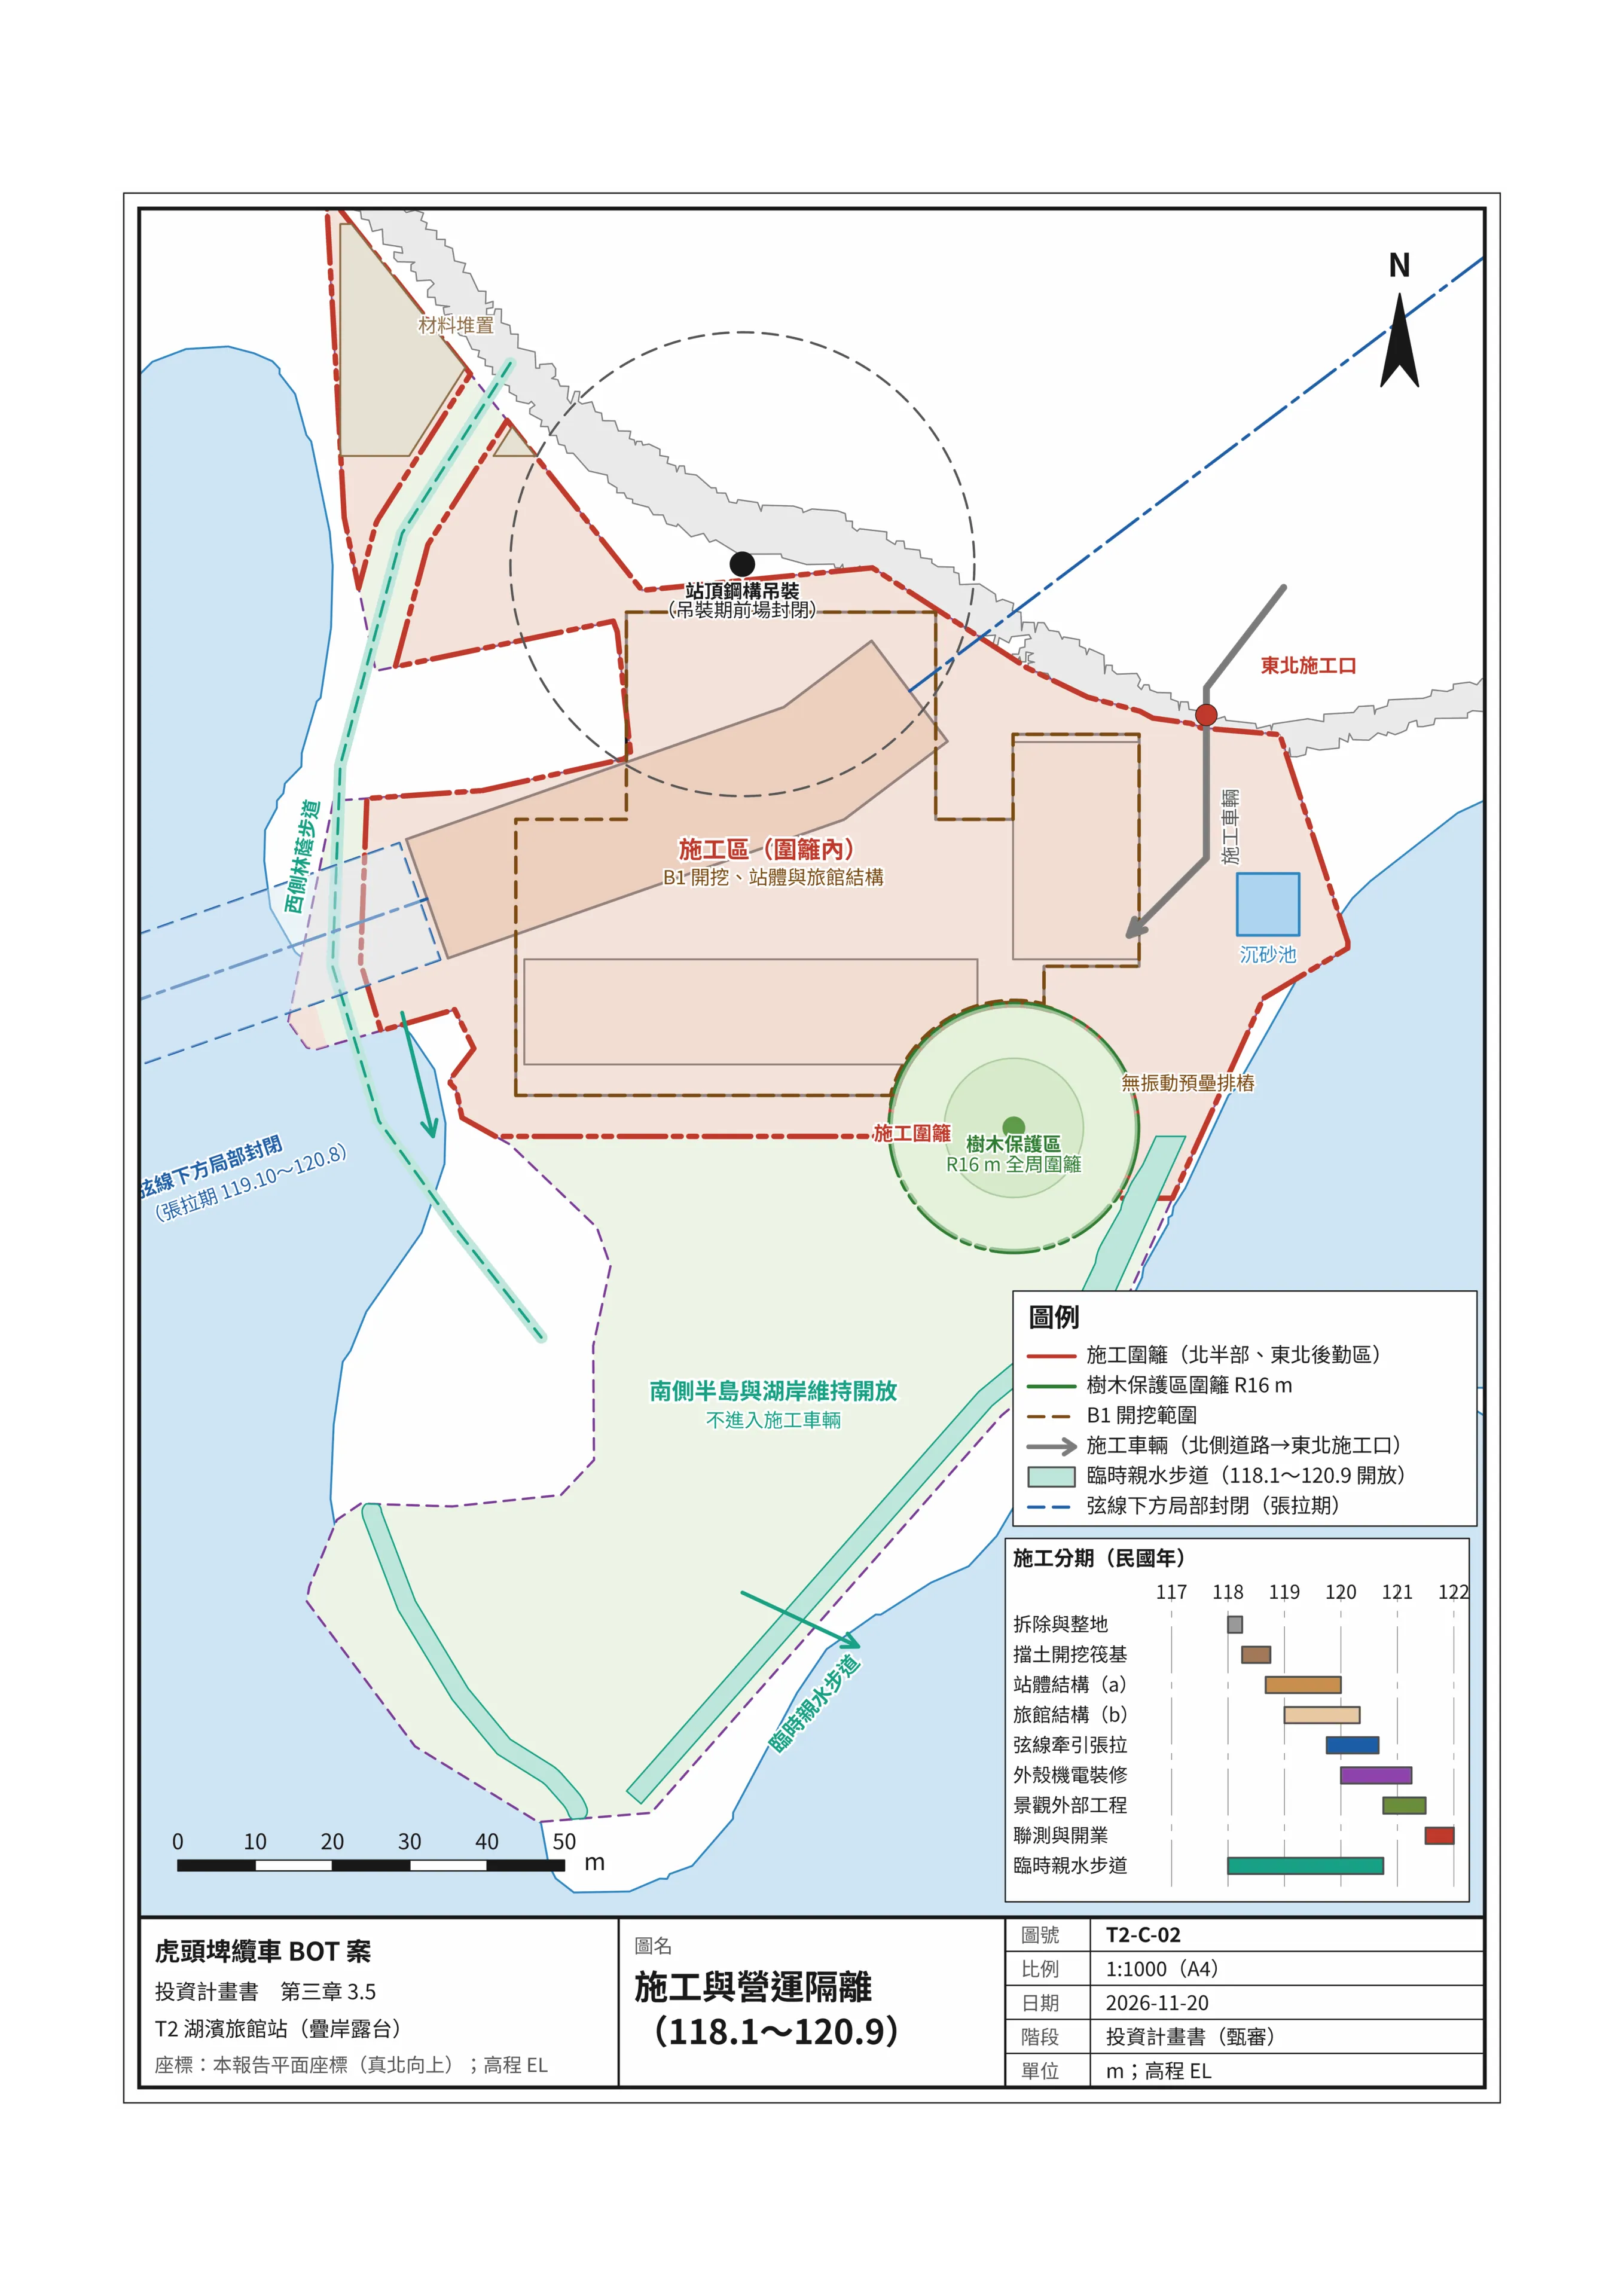 N
材料堆置
站頂鋼構吊裝
（吊裝期前場封閉）
東北施工口
施工車輛
西側林蔭步道
施工區（圍籬內）
B1 開挖、站體與旅館結構
沉砂池
無振動預壘排樁
施工圍籬
樹木保護區
R16 m 全周圍籬
弦線下方局部封閉
（張拉期 119.10～120.8）
南側半島與湖岸維持開放
不進入施工車輛
臨時親水步道
圖例
施工圍籬（北半部、東北後勤區）
樹木保護區圍籬 R16 m
B1 開挖範圍
施工車輛（北側道路→東北施工口）
臨時親水步道（118.1～120.9 開放）
弦線下方局部封閉（張拉期）
施工分期（民國年）
117 118 119 120 121 122
拆除與整地
擋土開挖筏基
站體結構（a）
旅館結構（b）
弦線牽引張拉
外殼機電裝修
景觀外部工程
聯測與開業
臨時親水步道
0 10 20 30 40 50 m
虎頭埤纜車 BOT 案
投資計畫書 第三章 3.5
T2 湖濱旅館站（疊岸露台）
座標：本報告平面座標（真北向上）；高程 EL
圖名
施工與營運隔離
（118.1～120.9）
圖號 T2-C-02
比例 1:1000（A4）
日期 2026-11-20
階段 投資計畫書（甄審）
單位 m；高程 EL